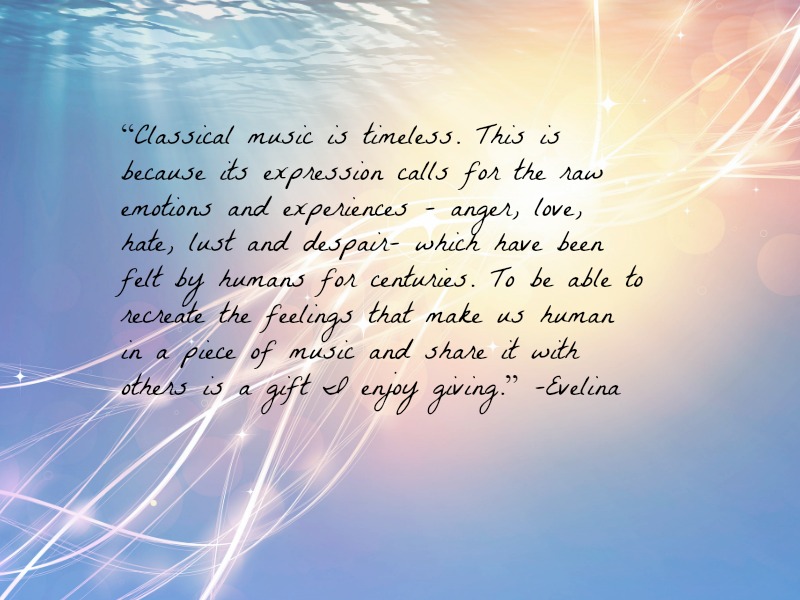 “Classical music is timeless. This is
because its expression calls for the raw
emotions and experiences - anger, love,
hate, lust and despair- which have been
felt by humans for centuries. To be able to
recreate the feelings that make us human
in a piece of music and share it with
others is a gift I enjoy giving.” -Evelina